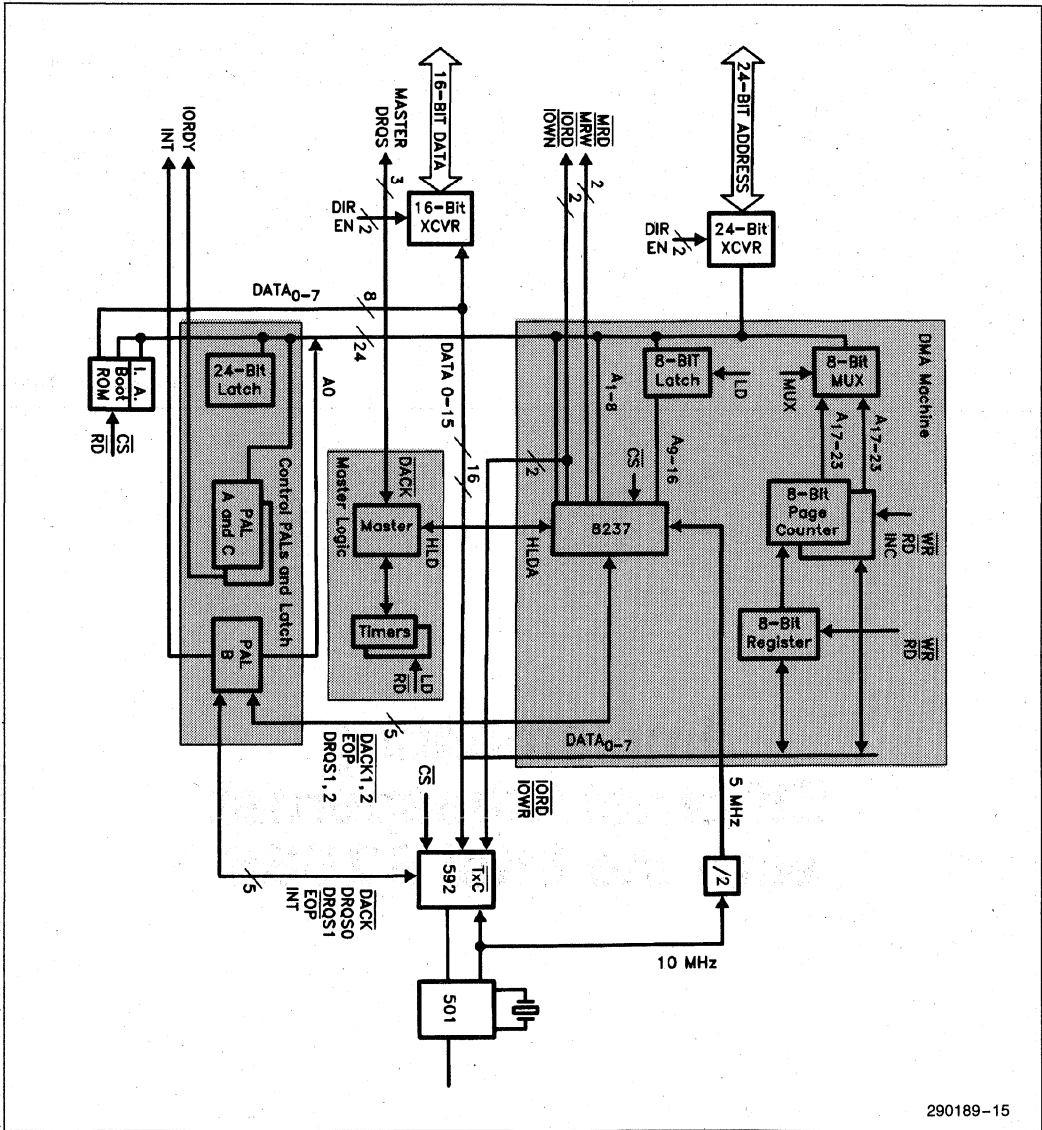 24-BIT ADDRESS
16-BIT DATA
MRD
MRW
IORD
IOWN
MASTER
DRQS
IORDY
INT
2
2
3
DIR
EN
2
16-Bit
XCVR
DIR
EN
2
24-Bit
XCVR
DATA0-7
8
24
DATA 0-15
16
A0
I. A.
Boot
ROM
CS
RD
24-Bit
Latch
PAL
A and C
PAL
B
Control PALs and Latch
DACK
Master
Master Logic
Timers
LD
RD
HLD
HLDA
2
A1-8
8-BIT
Latch
LD
A9-16
CS
8237
MUX
8-Bit
MUX
A17-23
A17-23
8-Bit
Page
Counter
WR
RD
INC
8-Bit
Register
WR
RD
DMA Machine
DATA0-7
5
DACK1,2
EOP
DRQS1,2
IORD
IOWR
5 MHz
CS
TxC
592
/2
5
DACK
DRQS0
DRQS1
EOP
INT
10 MHz
501
290189-15